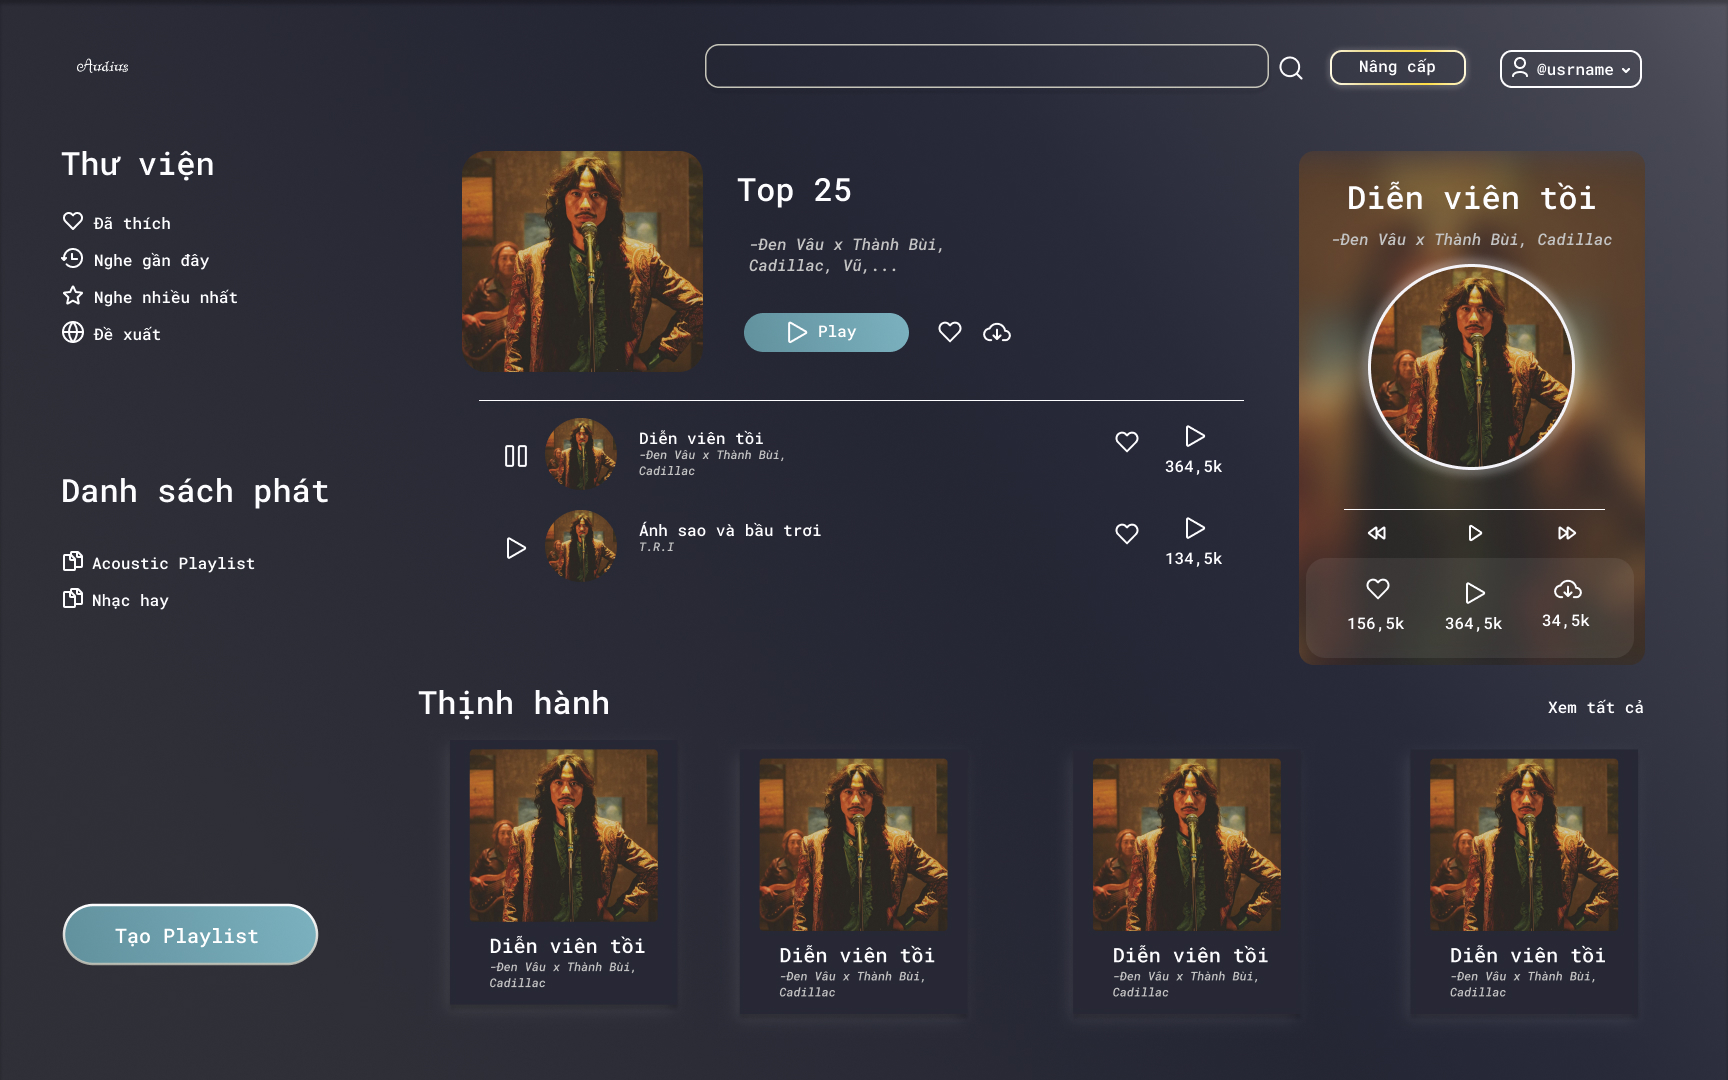 Audius
Nâng cấp
@usrname
Thư viện
Đã thích
Nghe gần đây
Nghe nhiều nhất
Đề xuất
Danh sách phát
Acoustic Playlist
Nhạc hay
Tạo Playlist
Top 25
-Đen Vâu x Thành Bùi,
Cadillac, Vũ,...
Play
Diễn viên tồi
-Đen Vâu x Thành Bùi,
Cadillac
364,5k
Ánh sao và bầu trơi
T.R.I
134,5k
Diễn viên tồi
-Đen Vâu x Thành Bùi, Cadillac
156,5k
364,5k
34,5k
Thịnh hành
Xem tất cả
Diễn viên tồi
-Đen Vâu x Thành Bùi,
Cadillac
Diễn viên tồi
-Đen Vâu x Thành Bùi,
Cadillac
Diễn viên tồi
-Đen Vâu x Thành Bùi,
Cadillac
Diễn viên tồi
-Đen Vâu x Thành Bùi,
Cadillac